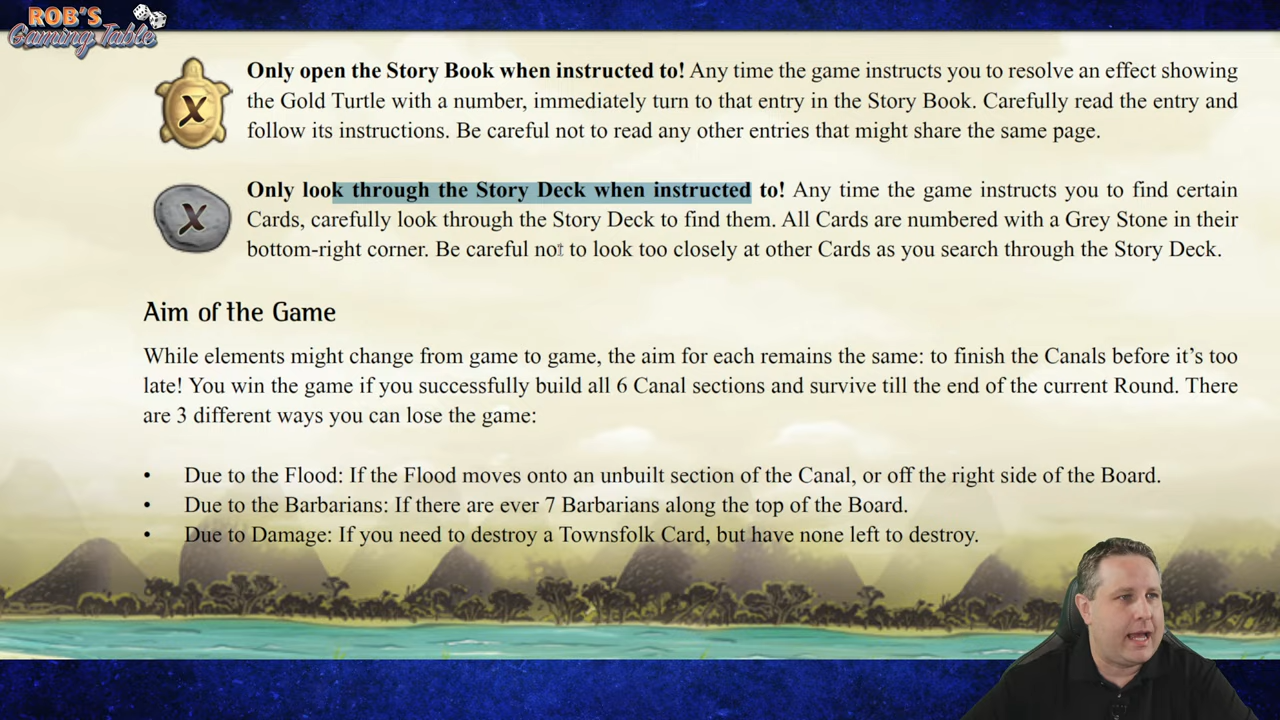 ROB'S
Gaming Table
Only open the Story Book when instructed to! Any time the game instructs you to resolve an effect showing
X
the Gold Turtle with a number, immediately turn to that entry in the Story Book. Carefully read the entry and
follow its instructions. Be careful not to read any other entries that might share the same page.
Only look through the Story Deck when instructed to! Any time the game instructs you to find certain
X
Cards, carefully look through the Story Deck to find them. All Cards are numbered with a Grey Stone in their
bottom-right corner. Be careful not to look too closely at other Cards as you search through the Story Deck.
Aim of the Game
While elements might change from game to game, the aim for each remains the same: to finish the Canals before it's too
late! You win the game if you successfully build all 6 Canal sections and survive till the end of the current Round. There
are 3 different ways you can lose the game:
• Due to the Flood: If the Flood moves onto an unbuilt section of the Canal, or off the right side of the Board.
• Due to the Barbarians: If there are ever 7 Barbarians along the top of the Board.
• Due to Damage: If you need to destroy a Townsfolk Card, but have none left to destroy.